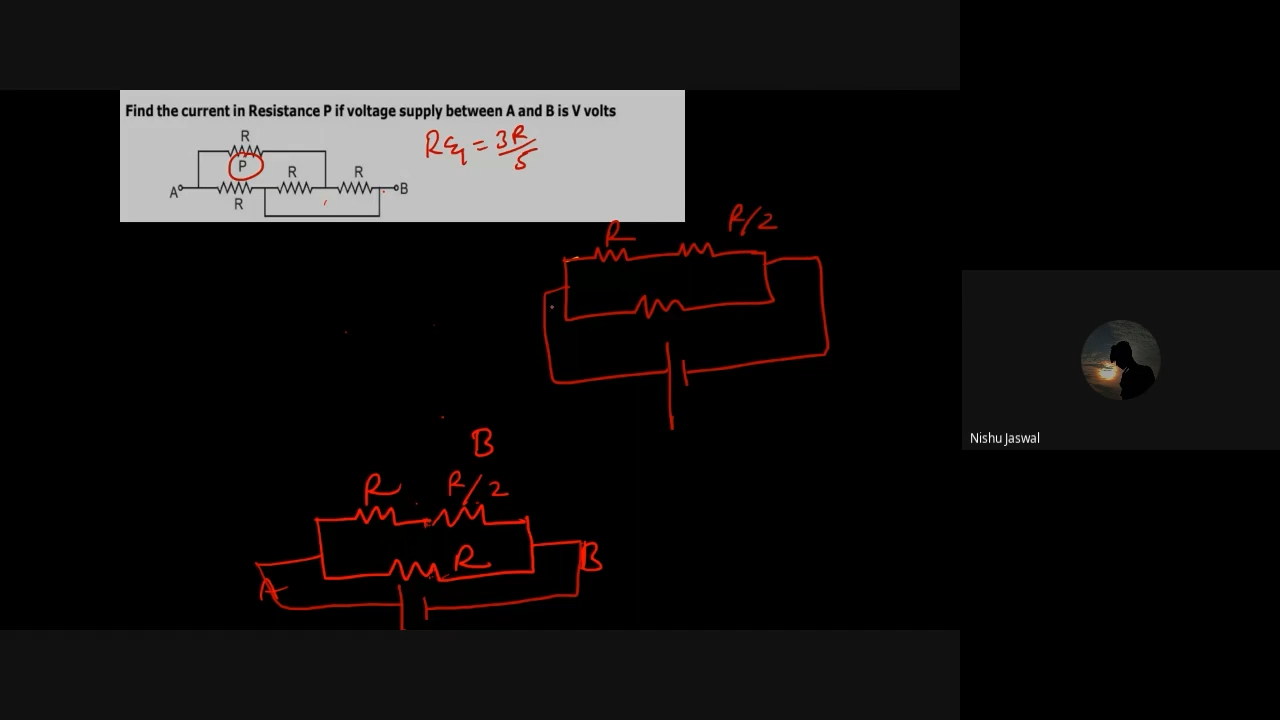 Find the current in Resistance P if voltage supply between A and B is V volts
R
Req = 3R/5
P
R
R
A
B
R
R
R/2
Nishu Jaswal
B
R
R/2
R
B
A